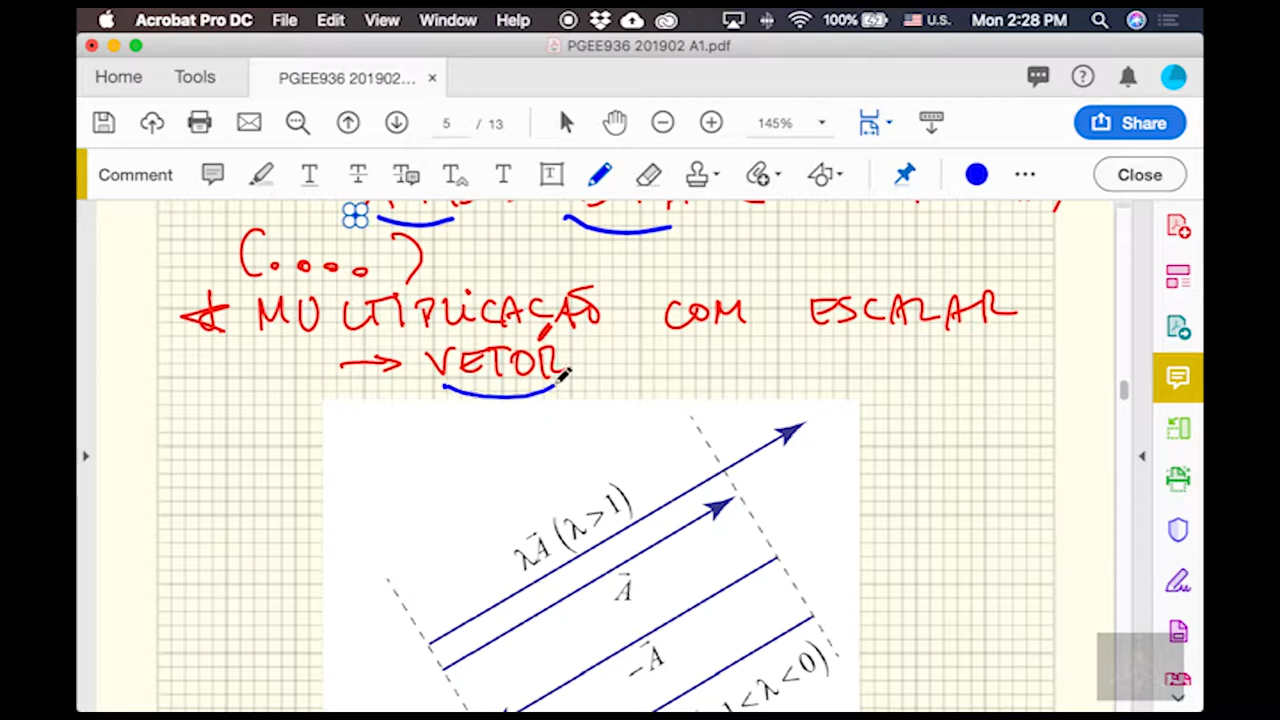 Acrobat Pro DC File Edit View Window Help 100% U.S. Mon 2:28 PM
PGEE936 201902 A1.pdf
Home Tools PGEE936 201902... ×
5 / 13 145% Share
Comment Close
(....)
MULTIPLICAÇÃO COM ESCALAR
→ VETOR
λA⃗ (λ > 1)
A⃗
−A⃗
< λ < 0)